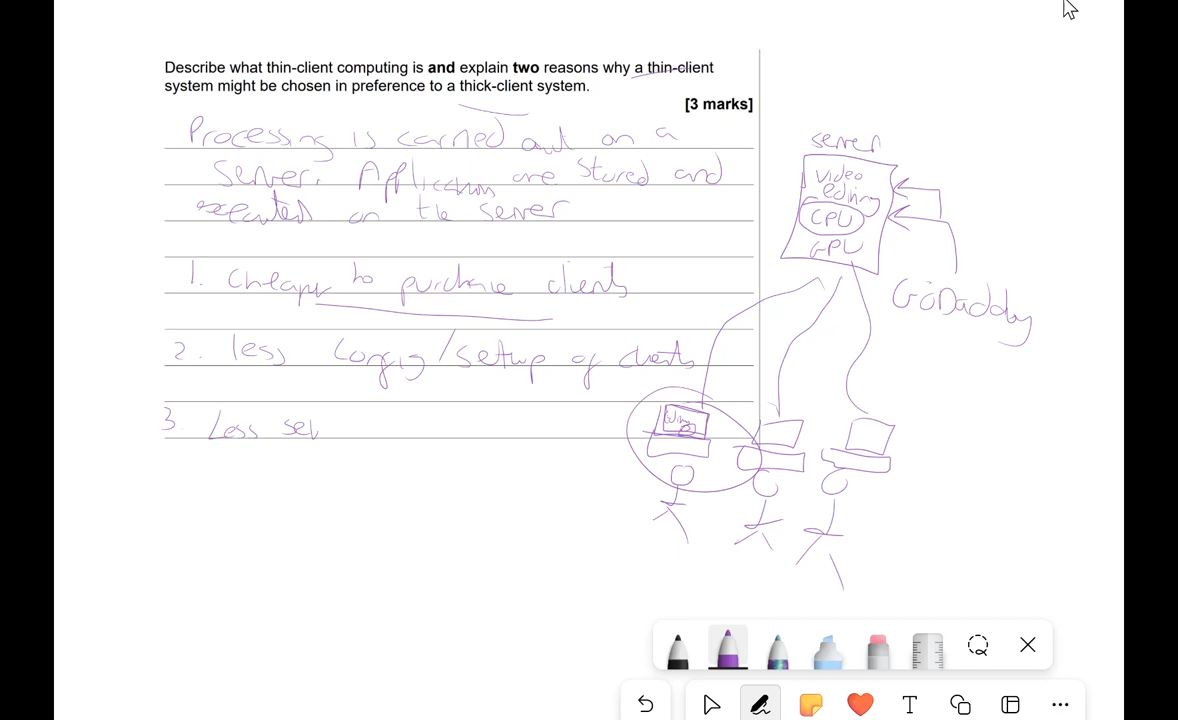 Describe what thin-client computing is and explain two reasons why a thin-client
system might be chosen in preference to a thick-client system.
[3 marks]
Processing is carried out on a
server. Applications are stored and
executed on the server
1. Cheaper to purchase clients
2. less config/setup of clients
3. Less sev
server
Video
editing
CPU
GPU
GoDaddy
T